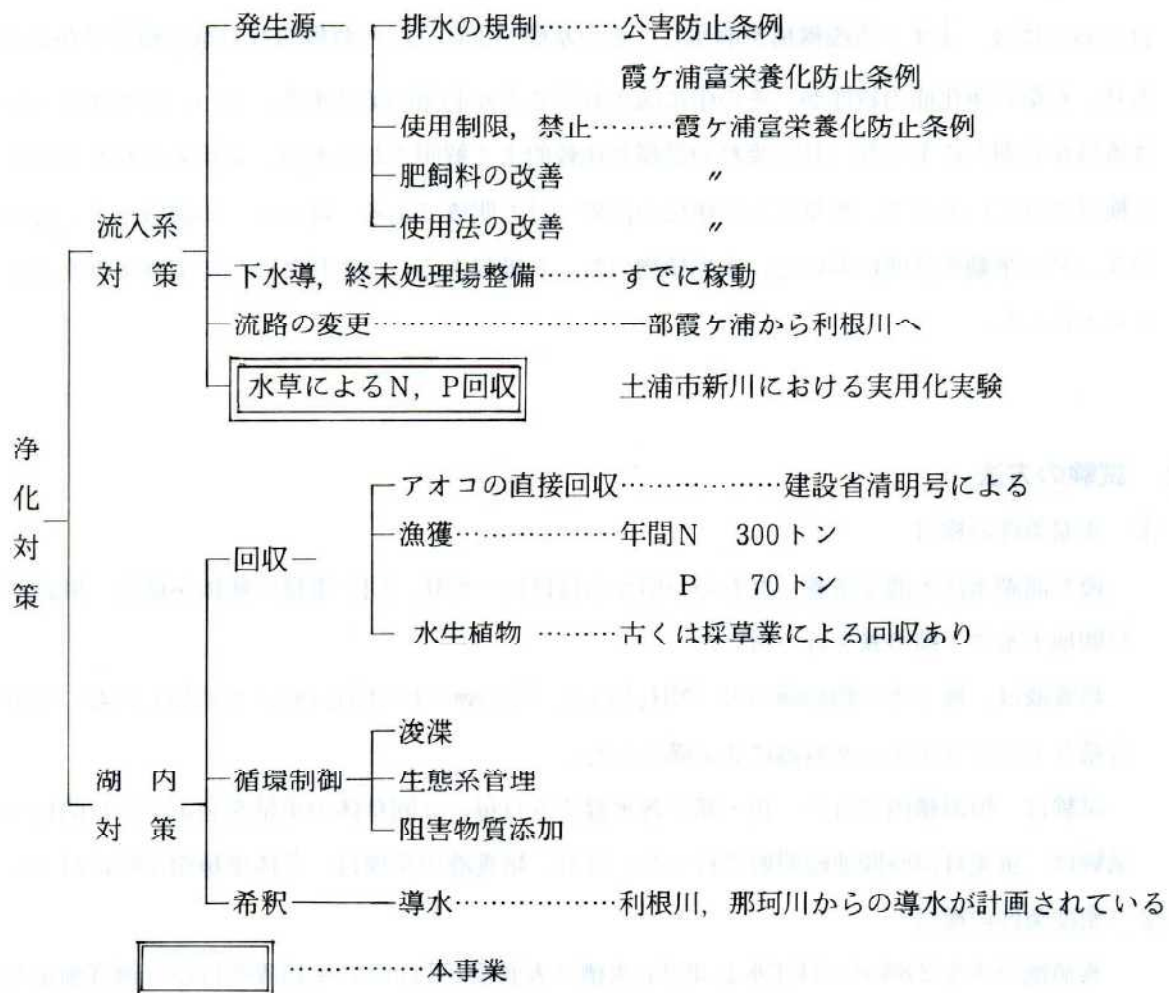 発生源 排水の規制………公害防止条例
霞ケ浦富栄養化防止条例
使用制限，禁止………霞ケ浦富栄養化防止条例
肥飼料の改善 〃
流入系 使用法の改善 〃
対 策 下水導，終末処理場整備………すでに稼動
流路の変更…………………………一部霞ケ浦から利根川へ
水草によるN，P回収 土浦市新川における実用化実験
浄化対策
アオコの直接回収………………建設省清明号による
漁獲………………年間N 300トン
回収
P 70トン
水生植物 ………古くは採草業による回収あり
浚渫
湖 内 循環制御 生態系管理
対 策 阻害物質添加
希釈 導水………………利根川，那珂川からの導水が計画されている
………………本事業